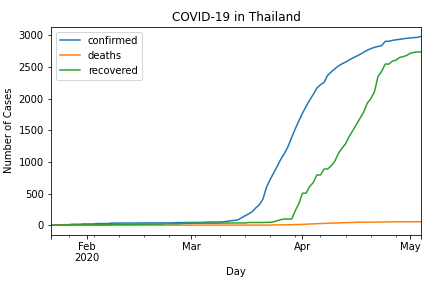 COVID-19 in Thailand
confirmed
deaths
recovered
Number of Cases
3000
2500
2000
1500
1000
500
0
Feb
2020
Mar
Apr
May
Day